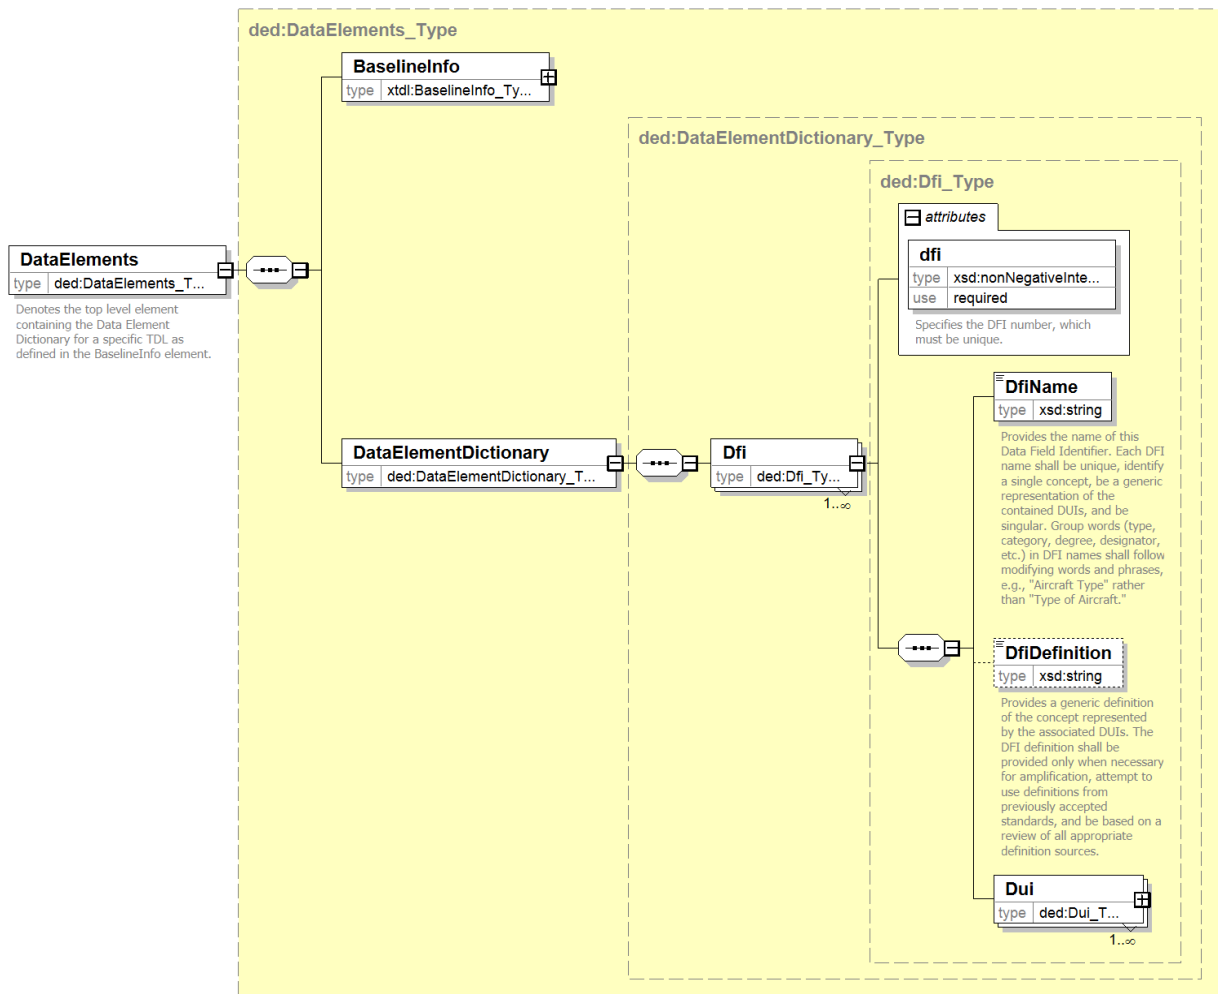 ded:DataElements_Type
BaselineInfo
type xtdl:BaselineInfo_Ty...
ded:DataElementDictionary_Type
ded:Dfi_Type
attributes
dfi
type xsd:nonNegativeInte...
use required
Specifies the DFI number, which
must be unique.
DataElements
type ded:DataElements_T...
Denotes the top level element
containing the Data Element
Dictionary for a specific TDL as
defined in the BaselineInfo element.
DataElementDictionary
type ded:DataElementDictionary_T...
Dfi
type ded:Dfi_Ty...
1..∞
DfiName
type xsd:string
Provides the name of this
Data Field Identifier. Each DFI
name shall be unique, identify
a single concept, be a generic
representation of the
contained DUIs, and be
singular. Group words (type,
category, degree, designator,
etc.) in DFI names shall follow
modifying words and phrases,
e.g., "Aircraft Type" rather
than "Type of Aircraft."
DfiDefinition
type xsd:string
Provides a generic definition
of the concept represented
by the associated DUIs. The
DFI definition shall be
provided only when necessary
for amplification, attempt to
use definitions from
previously accepted
standards, and be based on a
review of all appropriate
definition sources.
Dui
type ded:Dui_T...
1..∞